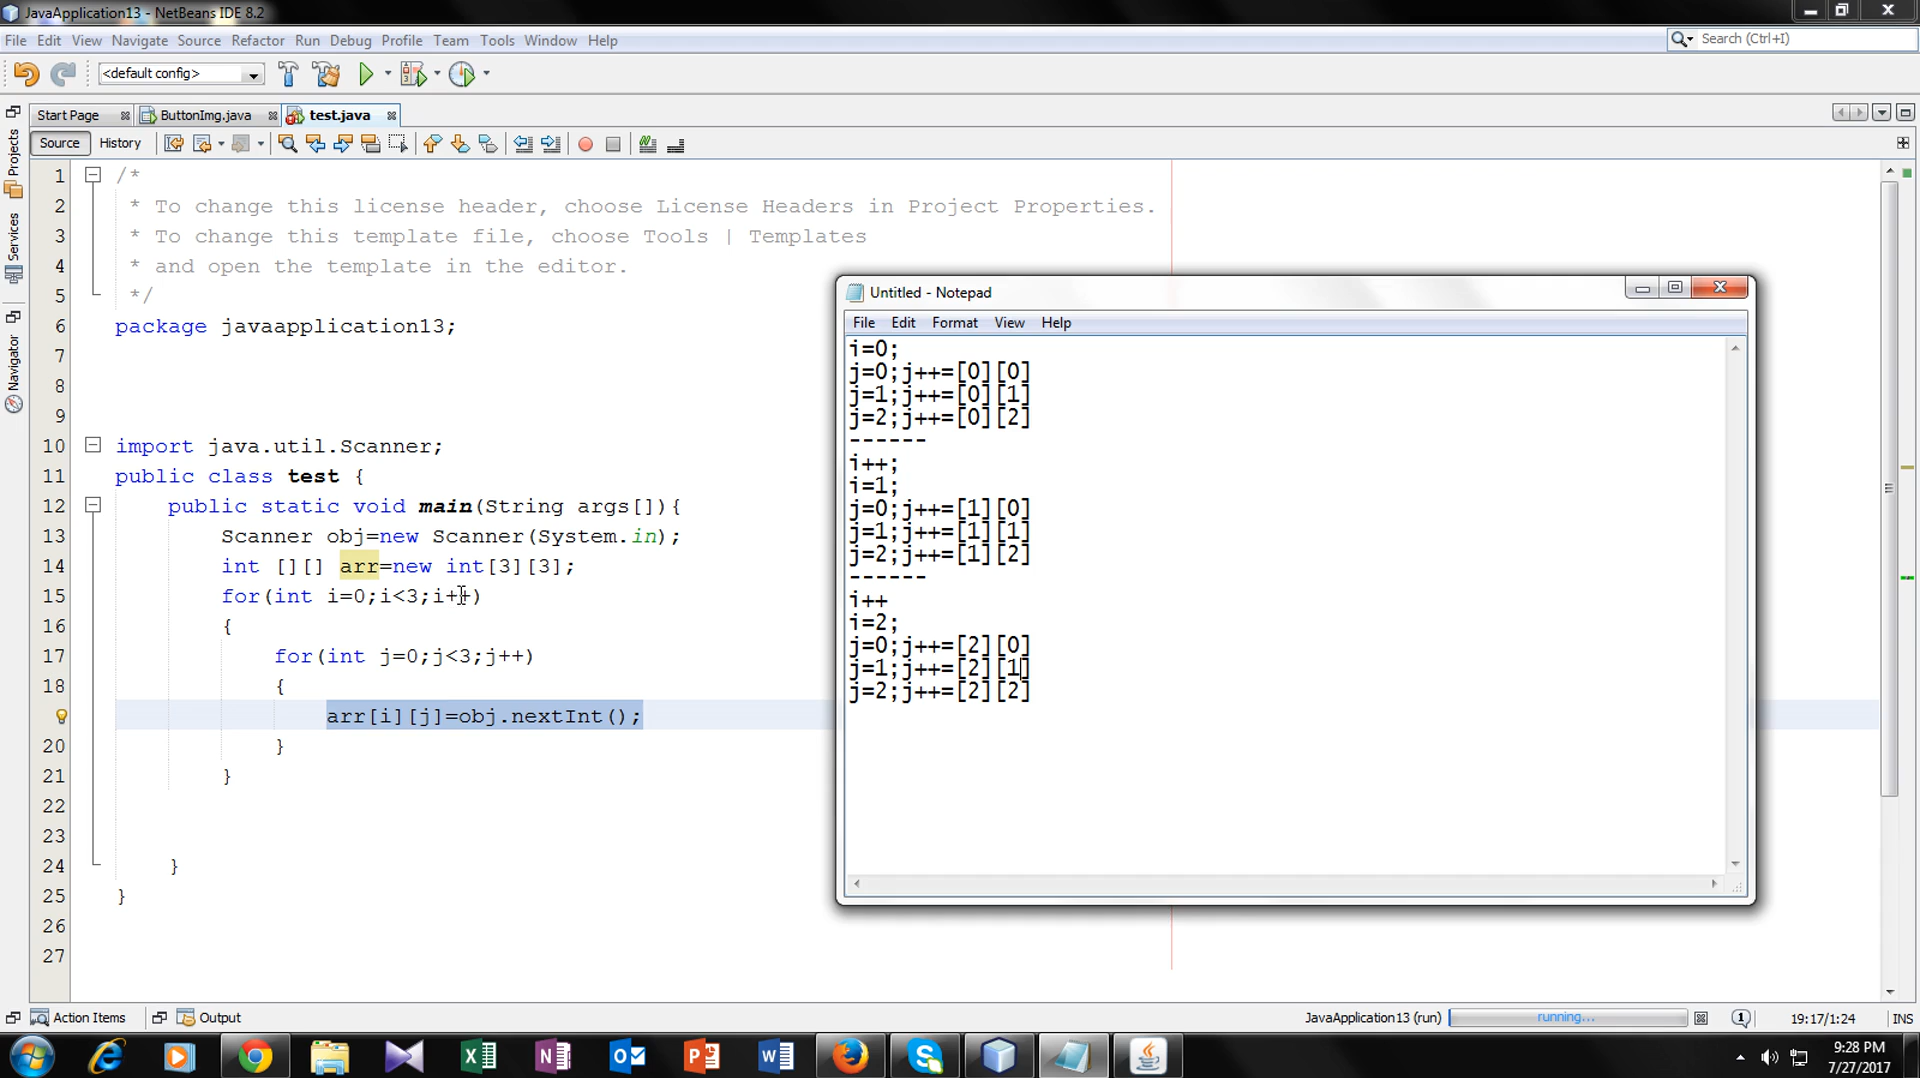 JavaApplication13 - NetBeans IDE 8.2
File Edit View Navigate Source Refactor Run Debug Profile Team Tools Window Help
Search (Ctrl+I)
<default config>
Start Page ButtonImg.java test.java
Source History
Projects
Services
Navigator
1 /*
2 * To change this license header, choose License Headers in Project Properties.
3 * To change this template file, choose Tools | Templates
4 * and open the template in the editor.
5 */
6 package javaapplication13;
7
8
9
10 import java.util.Scanner;
11 public class test {
12 public static void main(String args[]){
13 Scanner obj=new Scanner(System.in);
14 int [][] arr=new int[3][3];
15 for(int i=0;i<3;i++)
16 {
17 for(int j=0;j<3;j++)
18 {
arr[i][j]=obj.nextInt();
20 }
21 }
22
23
24 }
25 }
26
27
Untitled - Notepad
File Edit Format View Help
i=0;
j=0;j++=[0][0]
j=1;j++=[0][1]
j=2;j++=[0][2]
------
i++;
i=1;
j=0;j++=[1][0]
j=1;j++=[1][1]
j=2;j++=[1][2]
------
i++
i=2;
j=0;j++=[2][0]
j=1;j++=[2][1]
j=2;j++=[2][2]
Action Items Output
JavaApplication13 (run) running... 1 19:17/1:24 INS
9:28 PM
7/27/2017